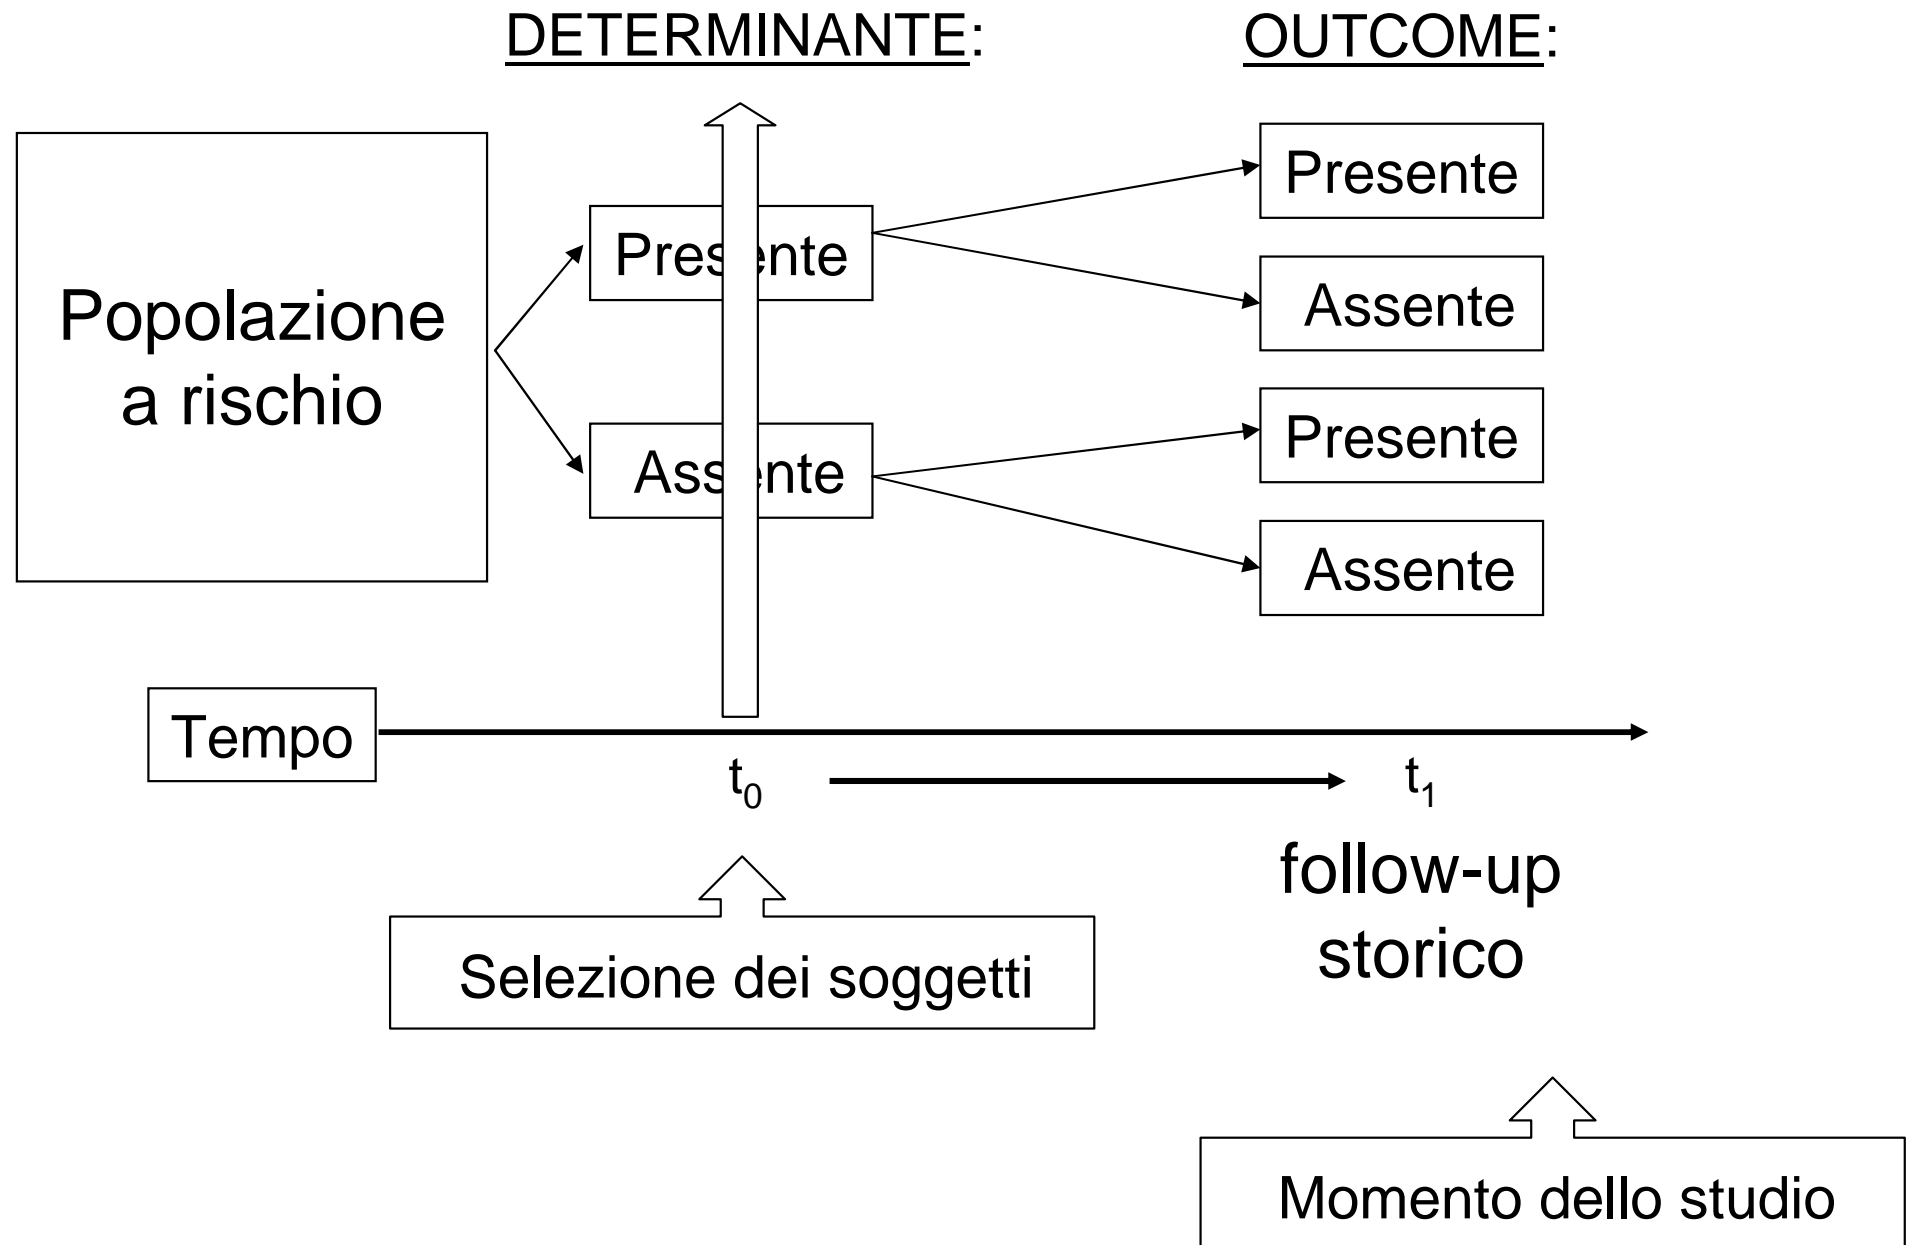 DETERMINANTE: OUTCOME:
Presente
Presente
Popolazione
a rischio
Assente
Presente
Assente
Assente
Tempo
t0 t1
follow-up
storico
Selezione dei soggetti
Momento dello studio